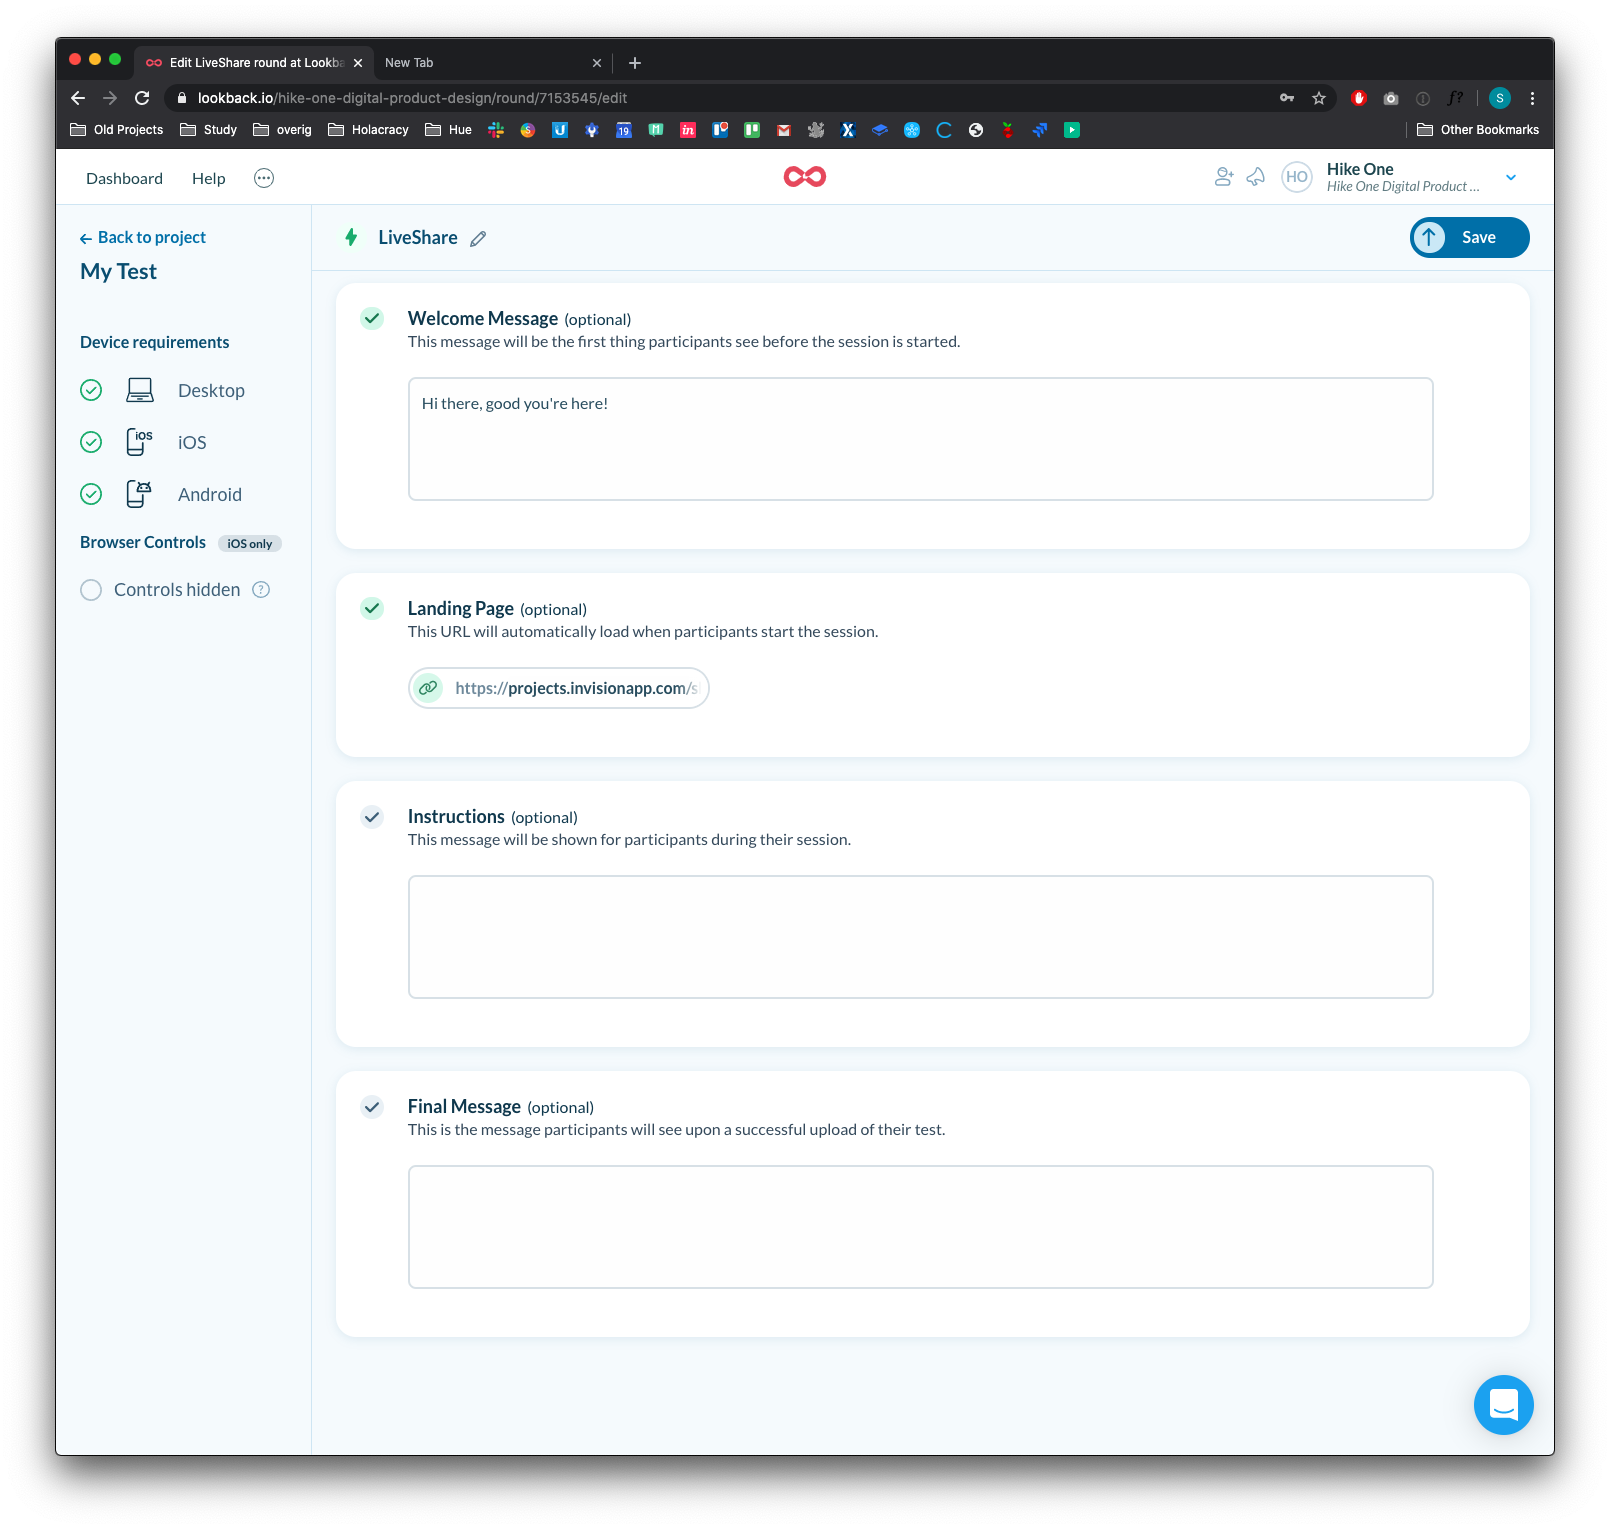 Edit LiveShare round at Lookba
New Tab
lookback.io/hike-one-digital-product-design/round/7153545/edit
f?
S
Old Projects
Study
overig
Holacracy
Hue
19
in
Other Bookmarks
Dashboard
Help
HO
Hike One
Hike One Digital Product ...
Back to project
My Test
LiveShare
Save
Device requirements
Desktop
iOS
iOS
Android
Browser Controls
iOS only
Controls hidden
?
Welcome Message (optional)
This message will be the first thing participants see before the session is started.
Hi there, good you're here!
Landing Page (optional)
This URL will automatically load when participants start the session.
https://projects.invisionapp.com/s
Instructions (optional)
This message will be shown for participants during their session.
Final Message (optional)
This is the message participants will see upon a successful upload of their test.